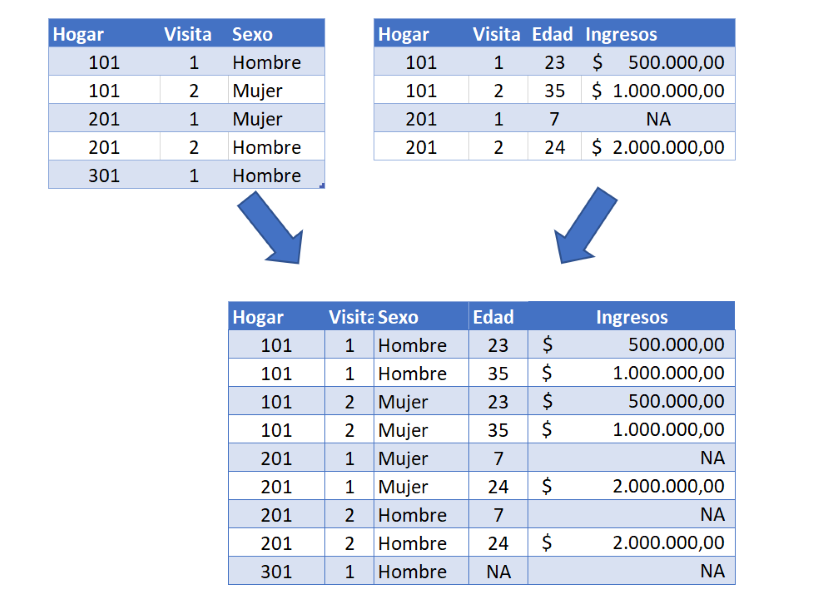 Hogar Visita Sexo
101 1 Hombre
101 2 Mujer
201 1 Mujer
201 2 Hombre
301 1 Hombre
Hogar Visita Edad Ingresos
101 1 23 $ 500.000,00
101 2 35 $ 1.000.000,00
201 1 7 NA
201 2 24 $ 2.000.000,00
Hogar Visita Sexo Edad Ingresos
101 1 Hombre 23 $ 500.000,00
101 1 Hombre 35 $ 1.000.000,00
101 2 Mujer 23 $ 500.000,00
101 2 Mujer 35 $ 1.000.000,00
201 1 Mujer 7 NA
201 1 Mujer 24 $ 2.000.000,00
201 2 Hombre 7 NA
201 2 Hombre 24 $ 2.000.000,00
301 1 Hombre NA NA